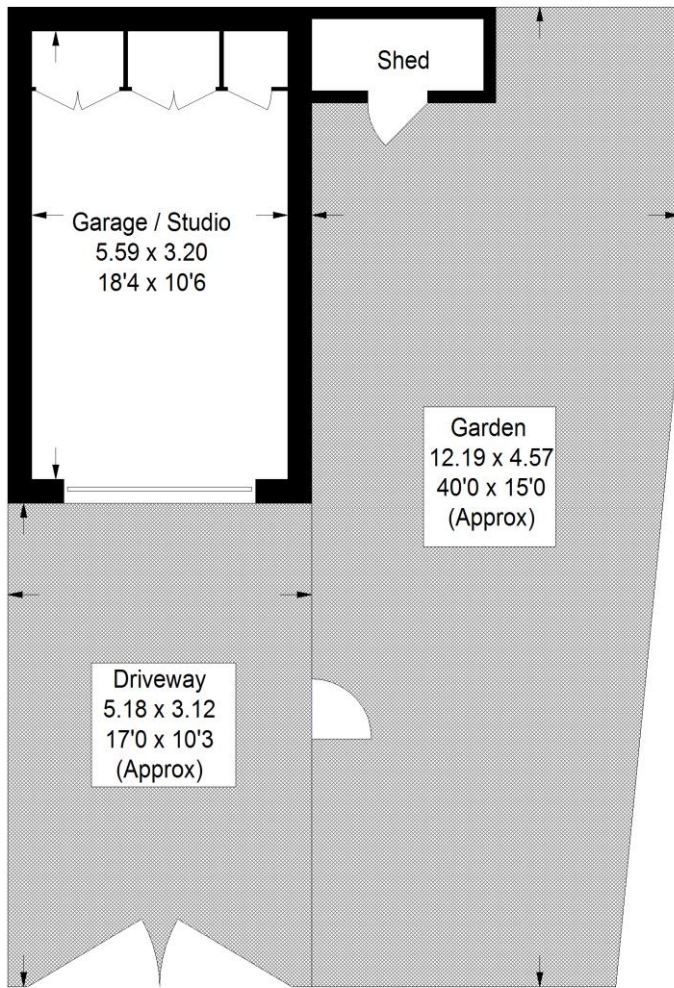 Shed
Garage / Studio
5.59 x 3.20
18'4 x 10'6
Garden
12.19 x 4.57
40'0 x 15'0
(Approx)
Driveway
5.18 x 3.12
17'0 x 10'3
(Approx)